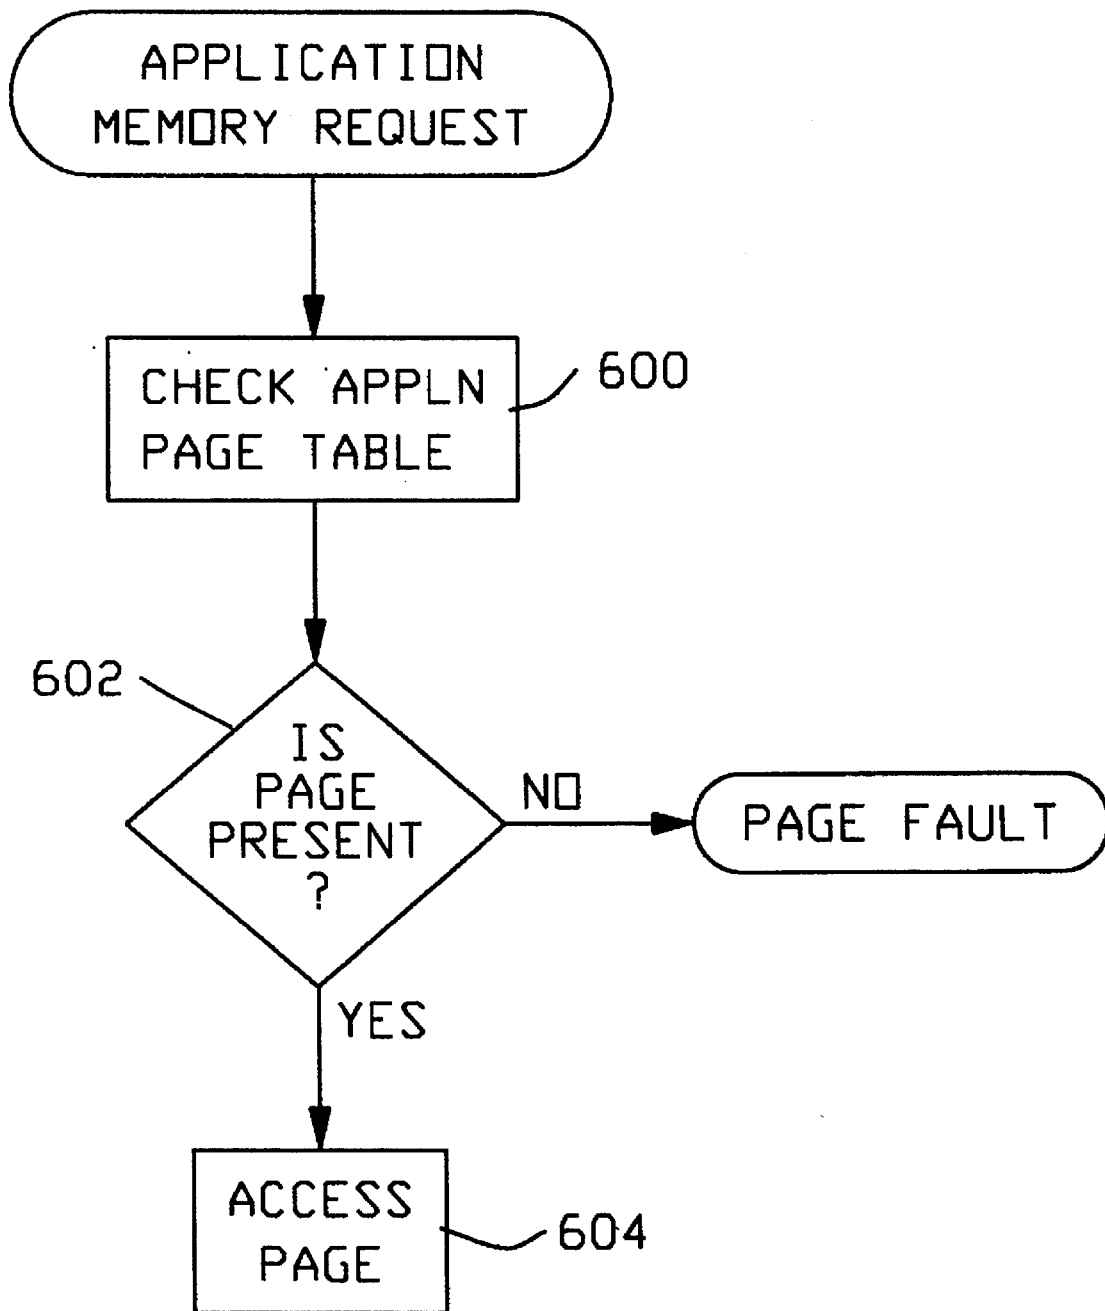 APPLICATION
MEMORY REQUEST
CHECK APPLN
PAGE TABLE
600
602
IS
PAGE
PRESENT
?
NO
PAGE FAULT
YES
ACCESS
PAGE
604